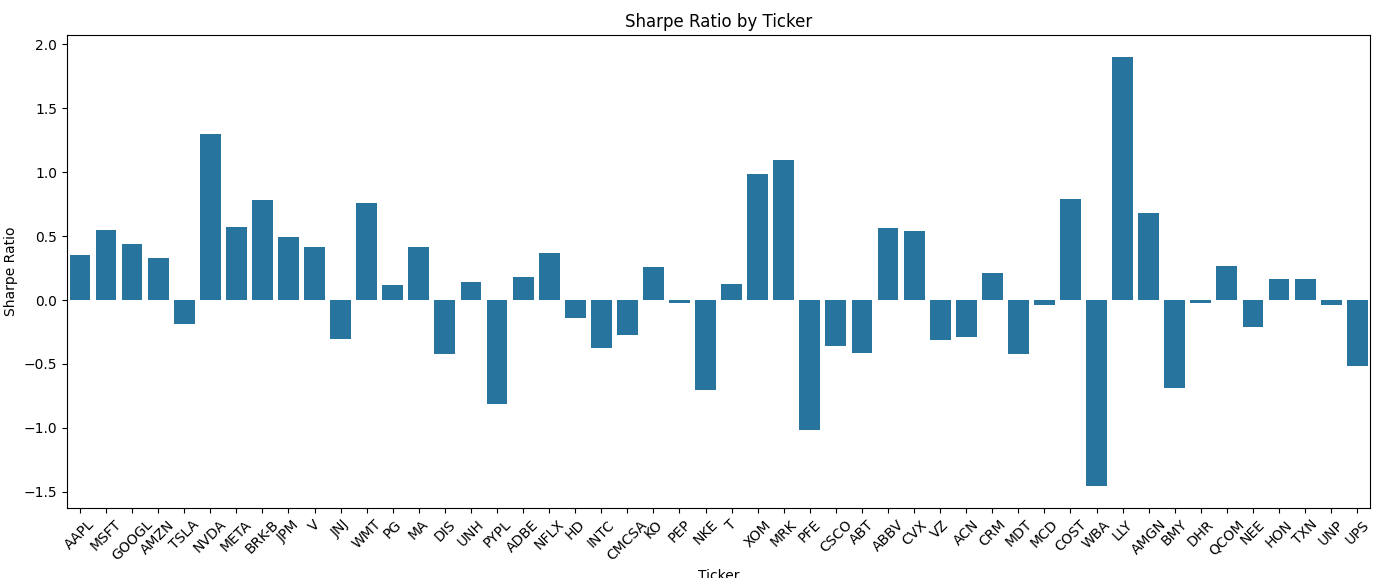 Sharpe Ratio by Ticker
Sharpe Ratio
2.0
1.5
1.0
0.5
0.0
−0.5
−1.0
−1.5
AAPL
MSFT
GOOGL
AMZN
TSLA
NVDA
META
BRK-B
JPM
V
JNJ
WMT
PG
MA
DIS
UNH
PYPL
ADBE
NFLX
HD
INTC
CMCSA
KO
PEP
NKE
T
XOM
MRK
PFE
CSCO
ABT
ABBV
CVX
VZ
ACN
CRM
MDT
MCD
COST
WBA
LLY
AMGN
BMY
DHR
QCOM
NEE
HON
TXN
UNP
UPS
Ticker